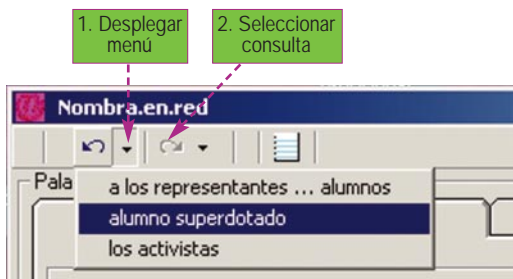 1. Desplegar
menú
2. Seleccionar
consulta
Nombra.en.red
Pala
a los representantes ... alumnos
alumno superdotado
los activistas